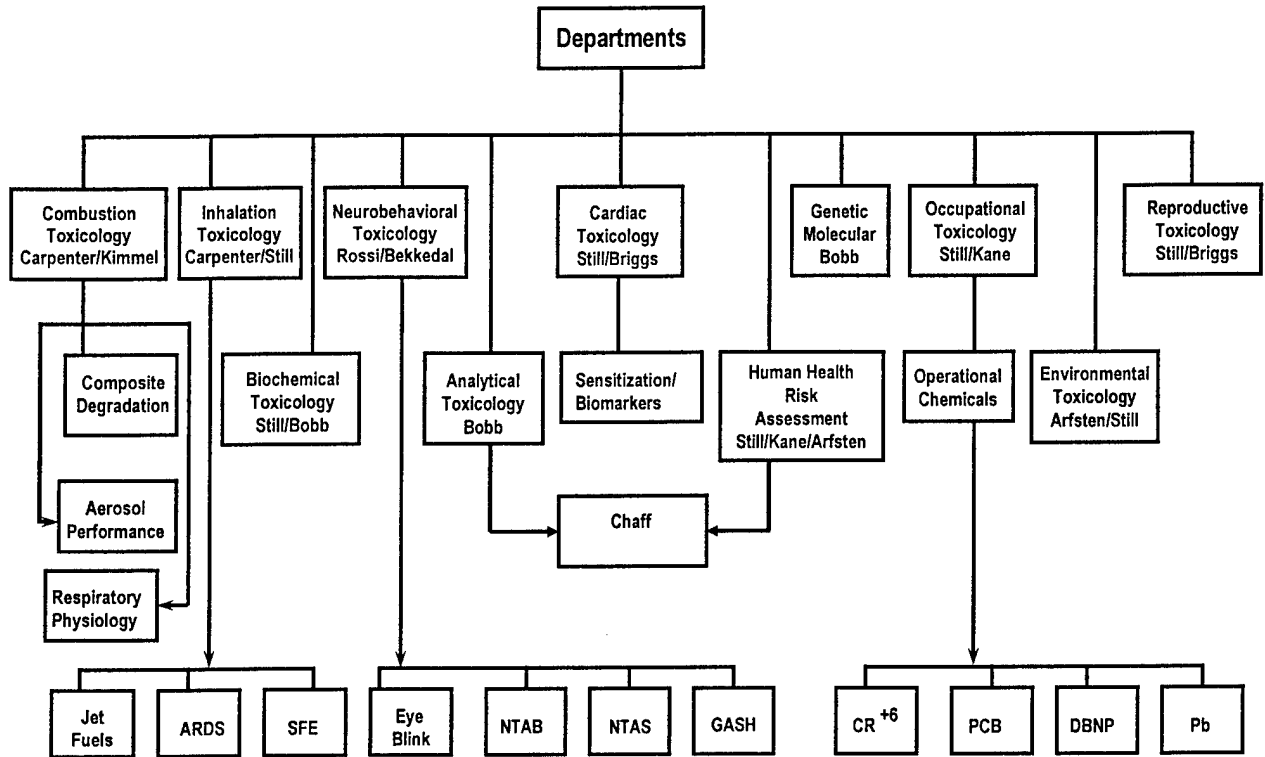 Departments
Combustion
Toxicology
Carpenter/Kimmel
Inhalation
Toxicology
Carpenter/Still
Neurobehavioral
Toxicology
Rossi/Bekkedal
Cardiac
Toxicology
Still/Briggs
Genetic
Molecular
Bobb
Occupational
Toxicology
Still/Kane
Reproductive
Toxicology
Still/Briggs
Composite
Degradation
Biochemical
Toxicology
Still/Bobb
Analytical
Toxicology
Bobb
Sensitization/
Biomarkers
Human Health
Risk
Assessment
Still/Kane/Arfsten
Operational
Chemicals
Environmental
Toxicology
Arfsten/Still
Aerosol
Performance
Chaff
Respiratory
Physiology
Jet
Fuels
ARDS
SFE
Eye
Blink
NTAB
NTAS
GASH
CR +6
PCB
DBNP
Pb